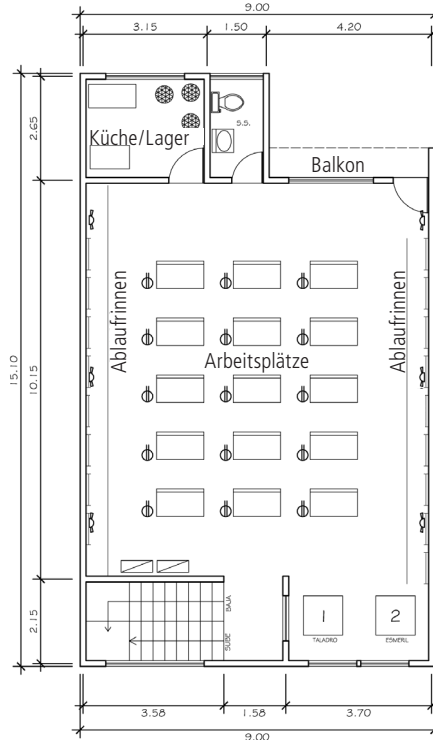 9.00
3.15
1.50
4.20
2.65
s.s.
Küche/Lager
Balkon
Ablaufrinnen
Ablaufrinnen
Arbeitsplätze
15.10
10.15
2.15
BAJA
SUBE
1
TALADRO
2
ESMERIL
3.58
1.58
3.70
9.00